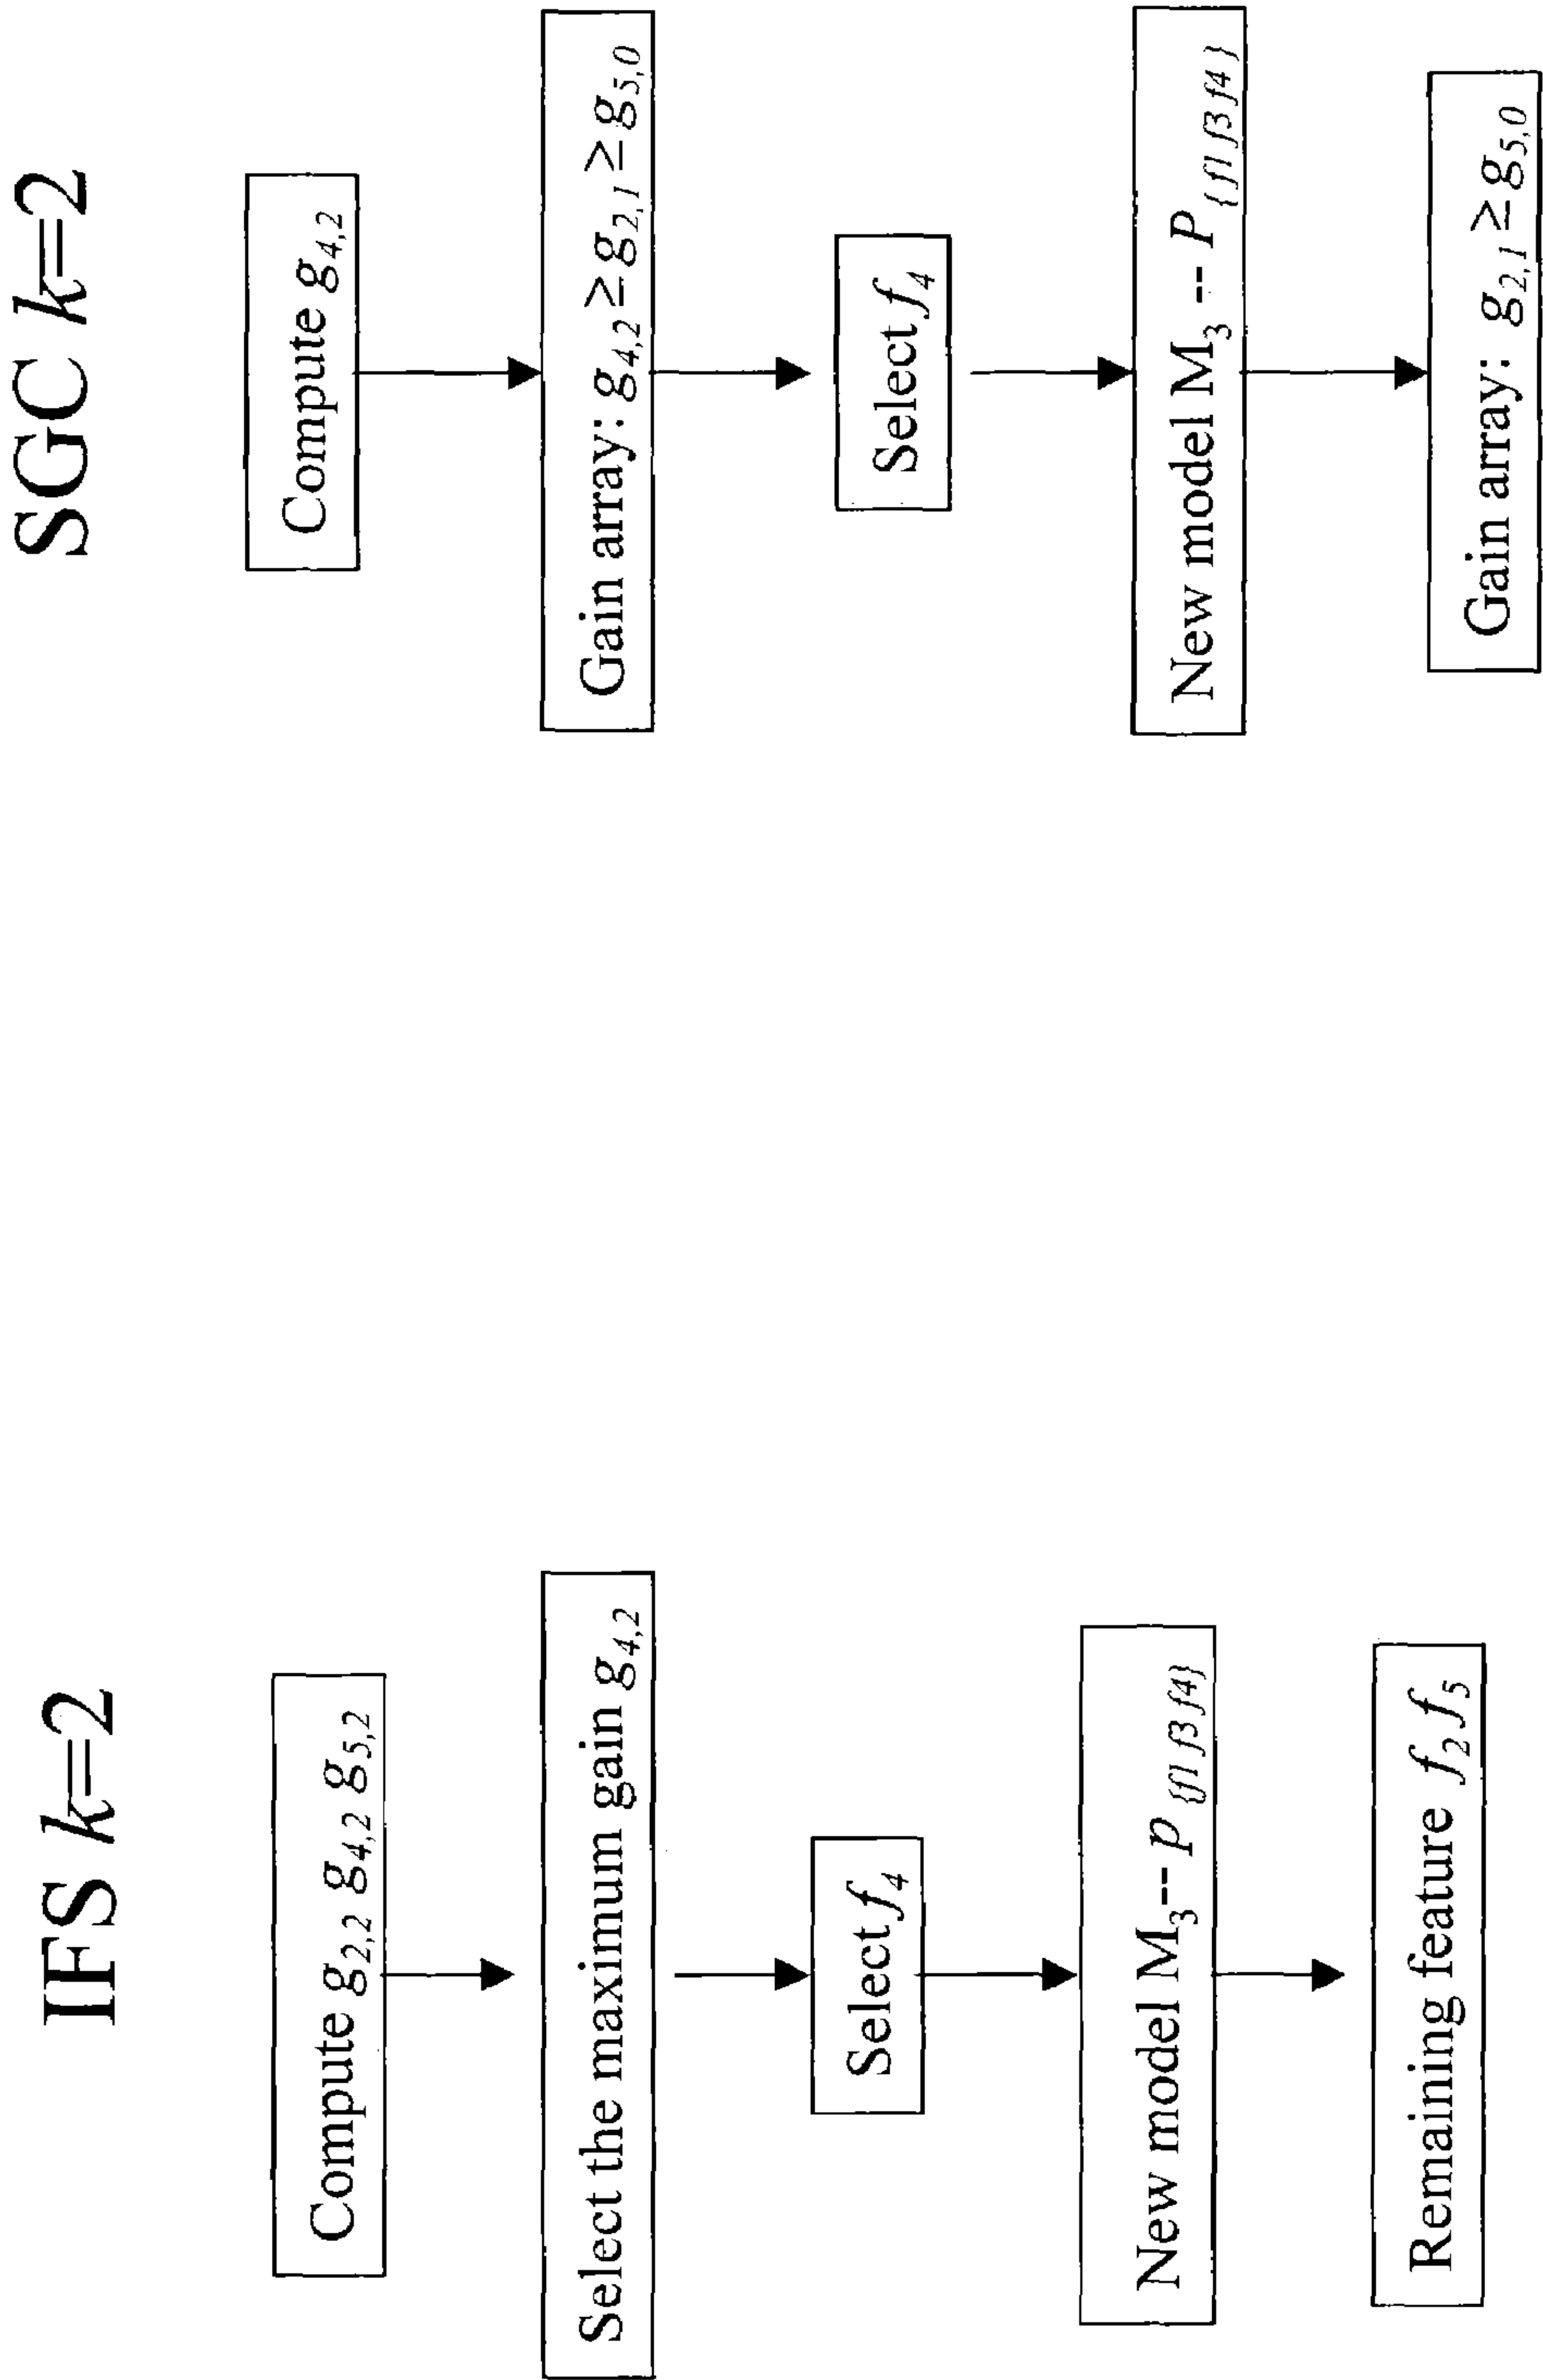 IFS k=2
Compute g2,2 g4,2 g5,2
Select the maximum gain g4,2
Select f4
New model M3 -- p {f1 f3 f4}
Remaining feature f2 f5
SGC k=2
Compute g4,2
Gain array: g4,2 ≥ g2,1 ≥ g5,0
Select f4
New model M3 -- P {f1 f3 f4}
Gain array: g2,1 ≥ g5,0